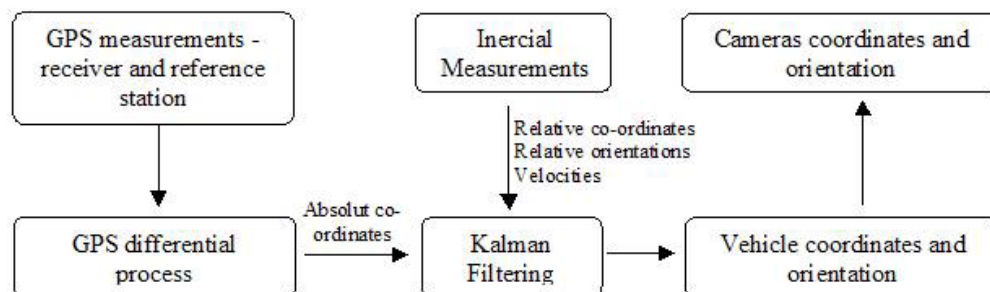 GPS measurements -
receiver and reference
station
Inercial
Measurements
Cameras coordinates and
orientation
Relative co-ordinates
Relative orientations
Velocities
Absolut co-
ordinates
GPS differential
process
Kalman
Filtering
Vehicle coordinates and
orientation